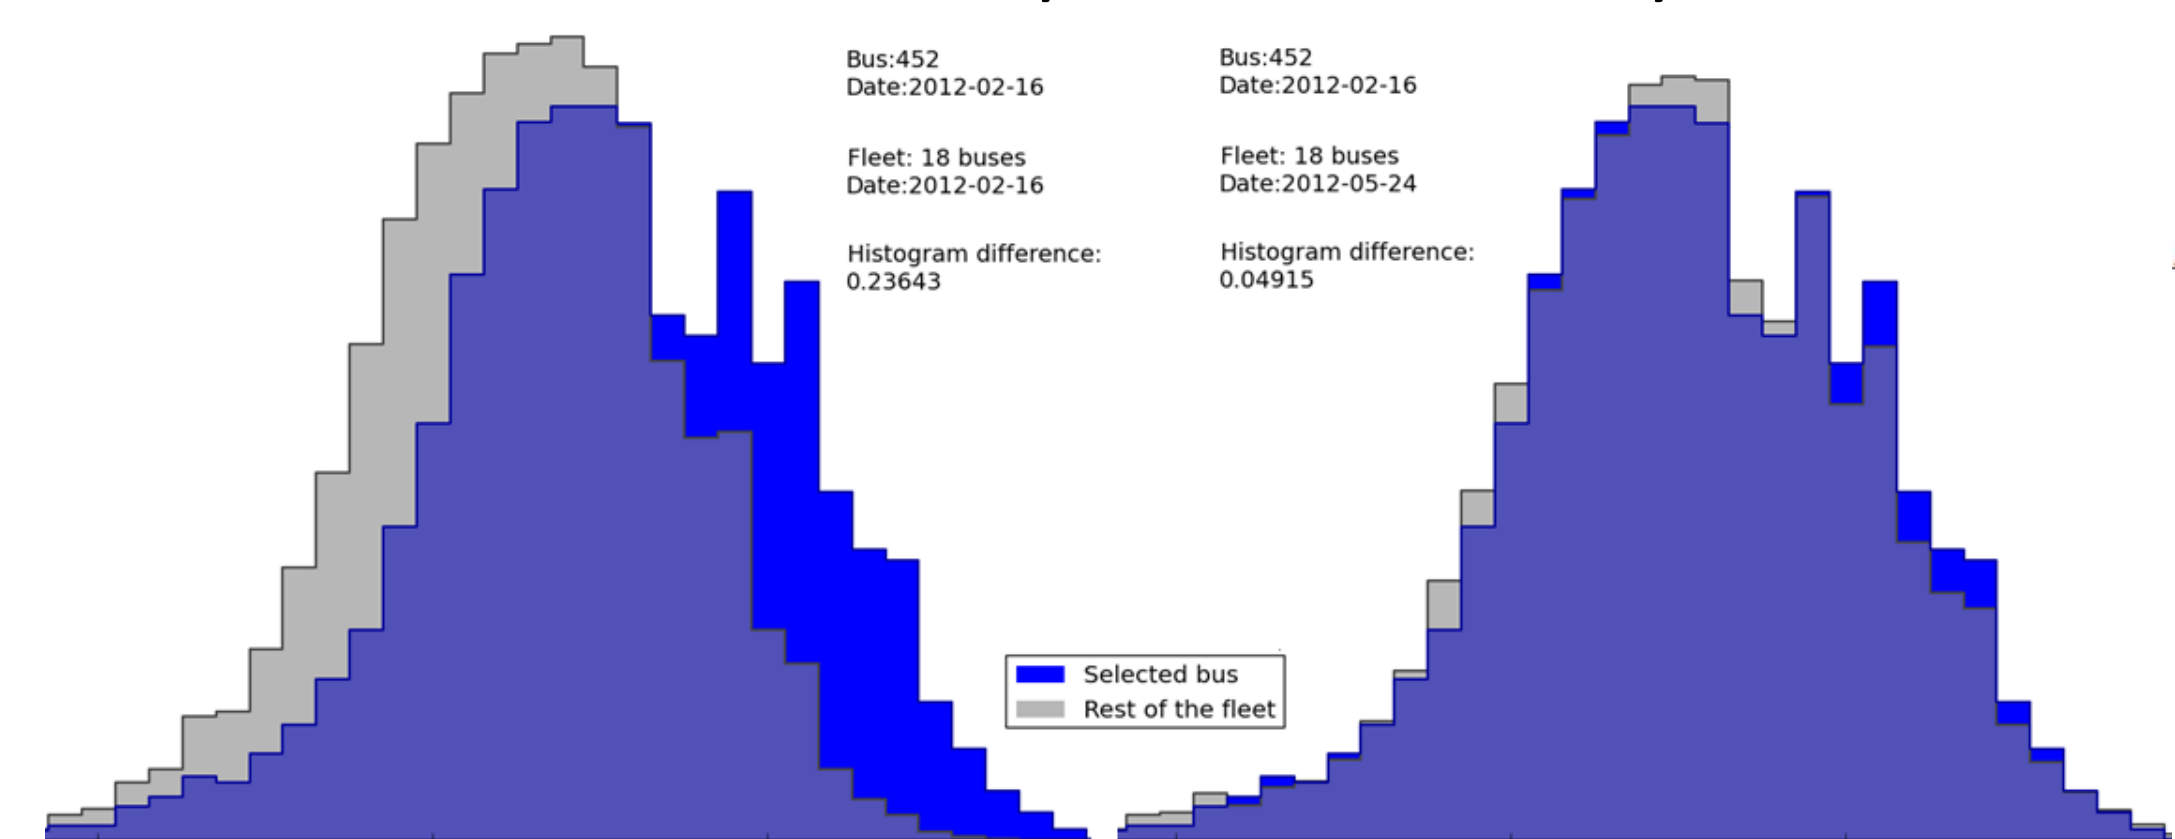 Bus:452
Date:2012-02-16
Fleet: 18 buses
Date:2012-02-16
Histogram difference:
0.23643
Bus:452
Date:2012-02-16
Fleet: 18 buses
Date:2012-05-24
Histogram difference:
0.04915
Selected bus
Rest of the fleet